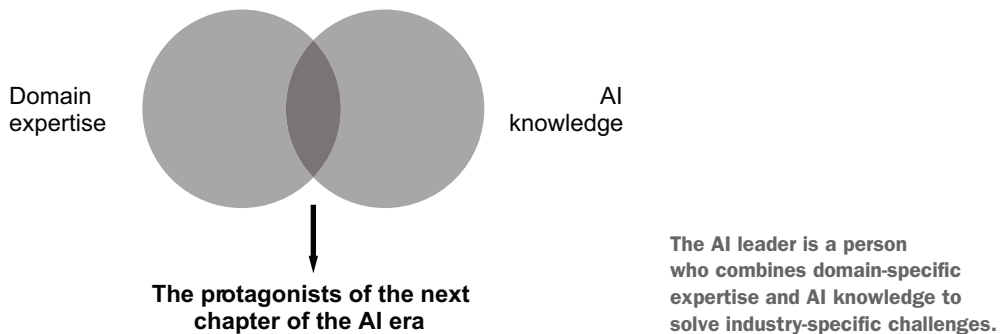 Domain
expertise
AI
knowledge
The protagonists of the next
chapter of the AI era
The AI leader is a person
who combines domain-specific
expertise and AI knowledge to
solve industry-specific challenges.